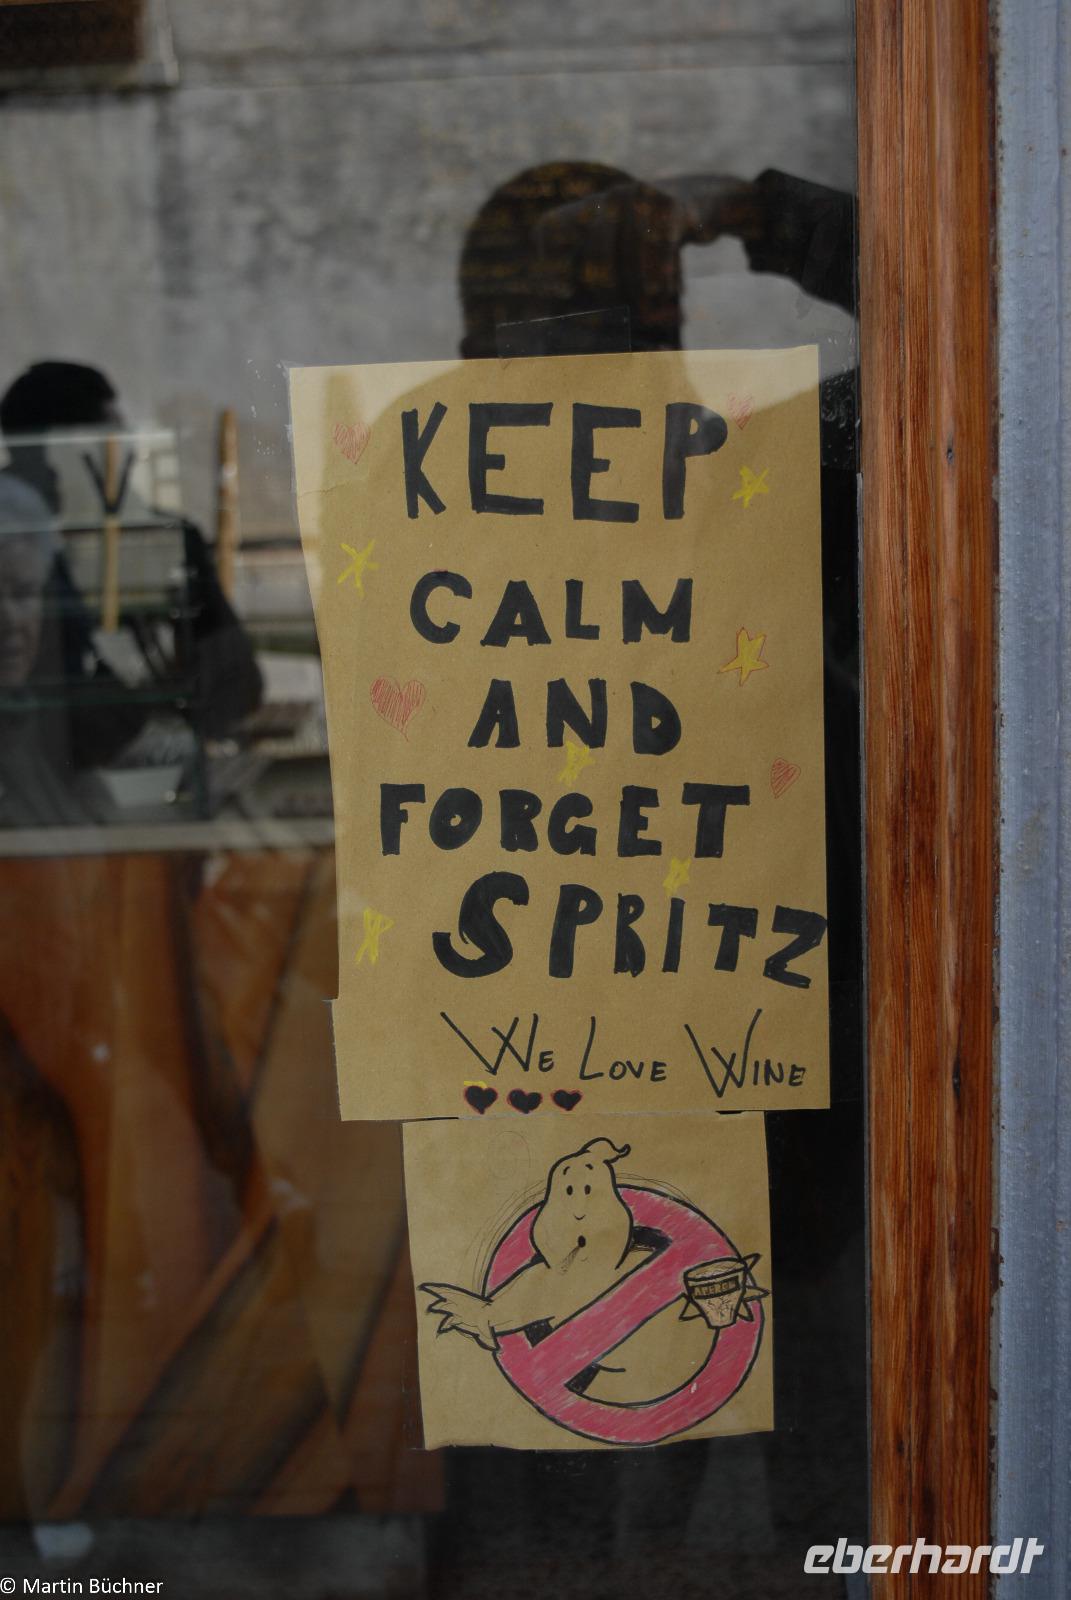 KEEP
CALM
AND
FORGET
SPRITZ
WE LOVE WINE
APEROL
eberhardt
© Martin Büchner